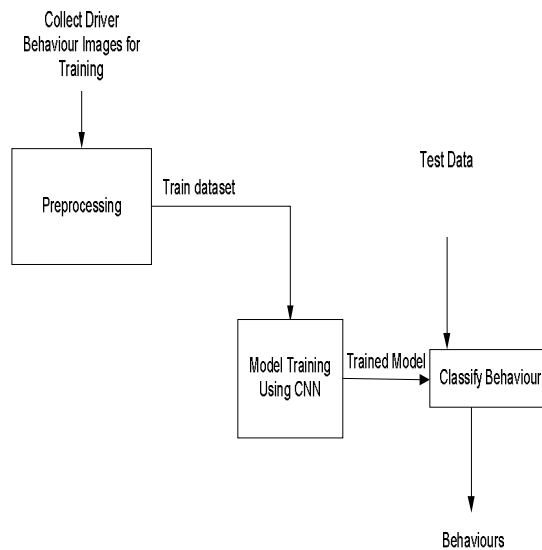 Collect Driver
Behaviour Images for
Training
Preprocessing
Train dataset
Test Data
Model Training
Using CNN
Trained Model
Classify Behaviour
Behaviours